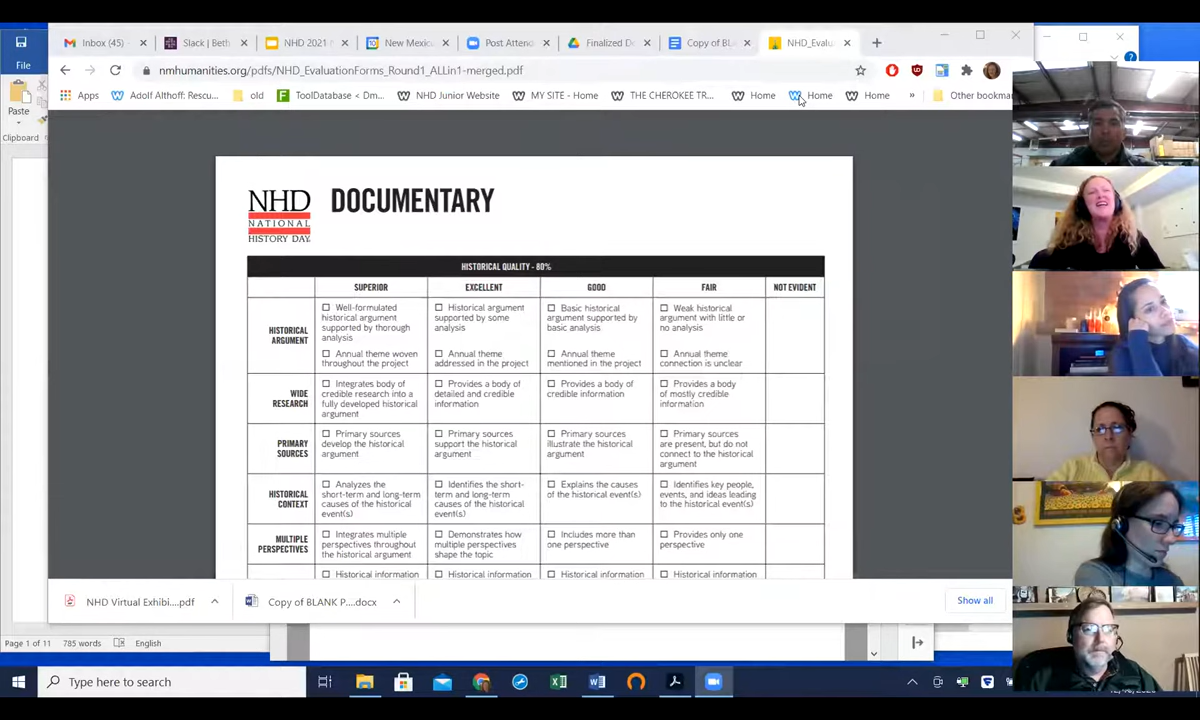 Inbox (45)
Slack | Beth
NHD 2021
New Mexic
Post Atten
Finalized D
Copy of BL
NHD_Evalu
File
nmhumanities.org/pdfs/NHD_EvaluationForms_Round1_ALLin1-merged.pdf
Paste
Apps
Adolf Althoff: Rescu...
old
ToolDatabase < Dm...
NHD Junior Website
MY SITE - Home
THE CHEROKEE TR...
Home
Home
Home
»
Other bookma
Clipboard
NHD
NATIONAL
HISTORY DAY
DOCUMENTARY
HISTORICAL QUALITY - 80%
SUPERIOR
EXCELLENT
GOOD
FAIR
NOT EVIDENT
HISTORICAL
ARGUMENT
Well-formulated
historical argument
supported by thorough
analysis
Annual theme woven
throughout the project
Historical argument
supported by some
analysis
Annual theme
addressed in the project
Basic historical
argument supported by
basic analysis
Annual theme
mentioned in the project
Weak historical
argument with little or
no analysis
Annual theme
connection is unclear
WIDE
RESEARCH
Integrates body of
credible research into a
fully developed historical
argument
Provides a body of
detailed and credible
information
Provides a body of
credible information
Provides a body
of mostly credible
information
PRIMARY
SOURCES
Primary sources
develop the historical
argument
Primary sources
support the historical
argument
Primary sources
illustrate the historical
argument
Primary sources
are present, but do not
connect to the historical
argument
HISTORICAL
CONTEXT
Analyzes the
short-term and long-term
causes of the historical
event(s)
Identifies the short-
term and long-term
causes of the historical
event(s)
Explains the causes
of the historical event(s)
Identifies key people,
events, and ideas leading
to the historical event(s)
MULTIPLE
PERSPECTIVES
Integrates multiple
perspectives throughout
the historical argument
Demonstrates how
multiple perspectives
shape the topic
Includes more than
one perspective
Provides only one
perspective
Historical information
Historical information
Historical information
Historical information
NHD Virtual Exhibi....pdf
Copy of BLANK P....docx
Show all
Page 1 of 11
785 words
English
Type here to search